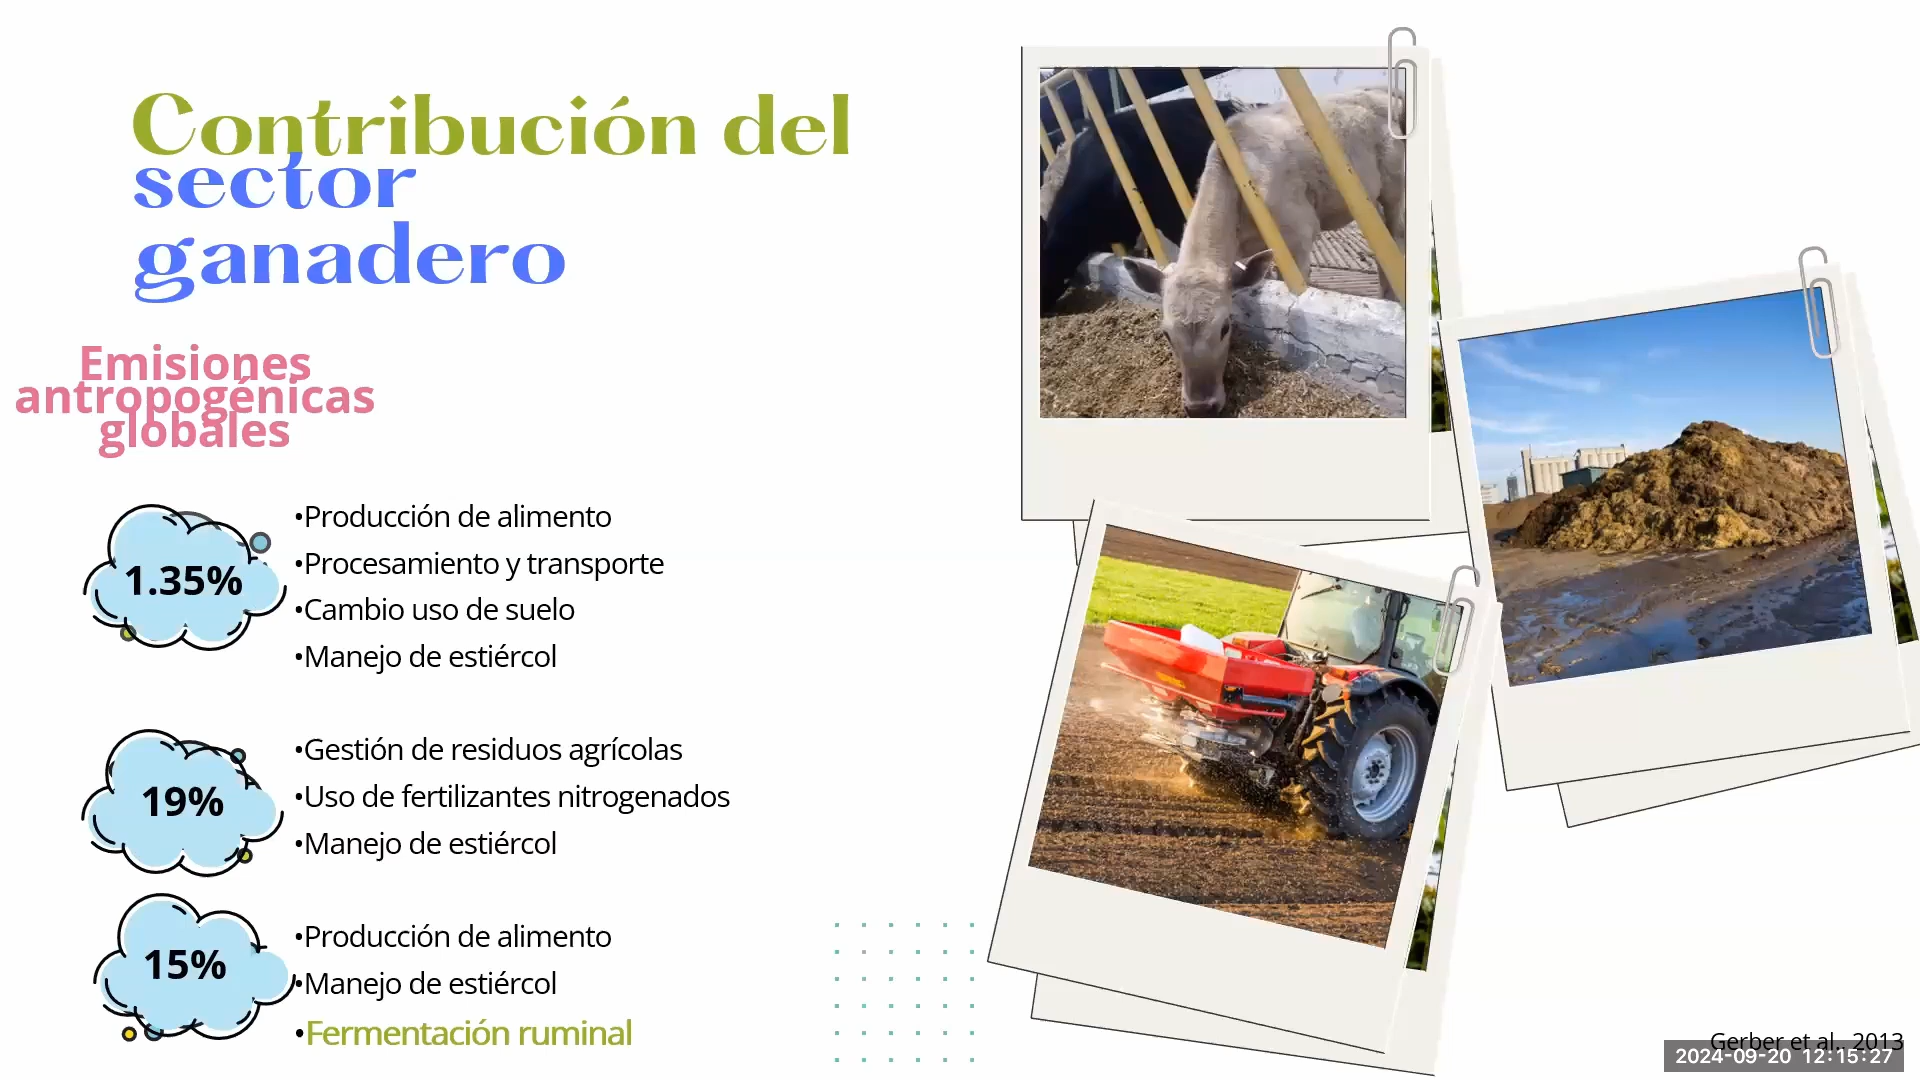 Contribución del
sector
ganadero
Emisiones
antropogénicas
globales
1.35%
•Producción de alimento
•Procesamiento y transporte
•Cambio uso de suelo
•Manejo de estiércol
19%
•Gestión de residuos agrícolas
•Uso de fertilizantes nitrogenados
•Manejo de estiércol
15%
•Producción de alimento
•Manejo de estiércol
•Fermentación ruminal
Gerber et al., 2013
2024-09-20 12:15:27